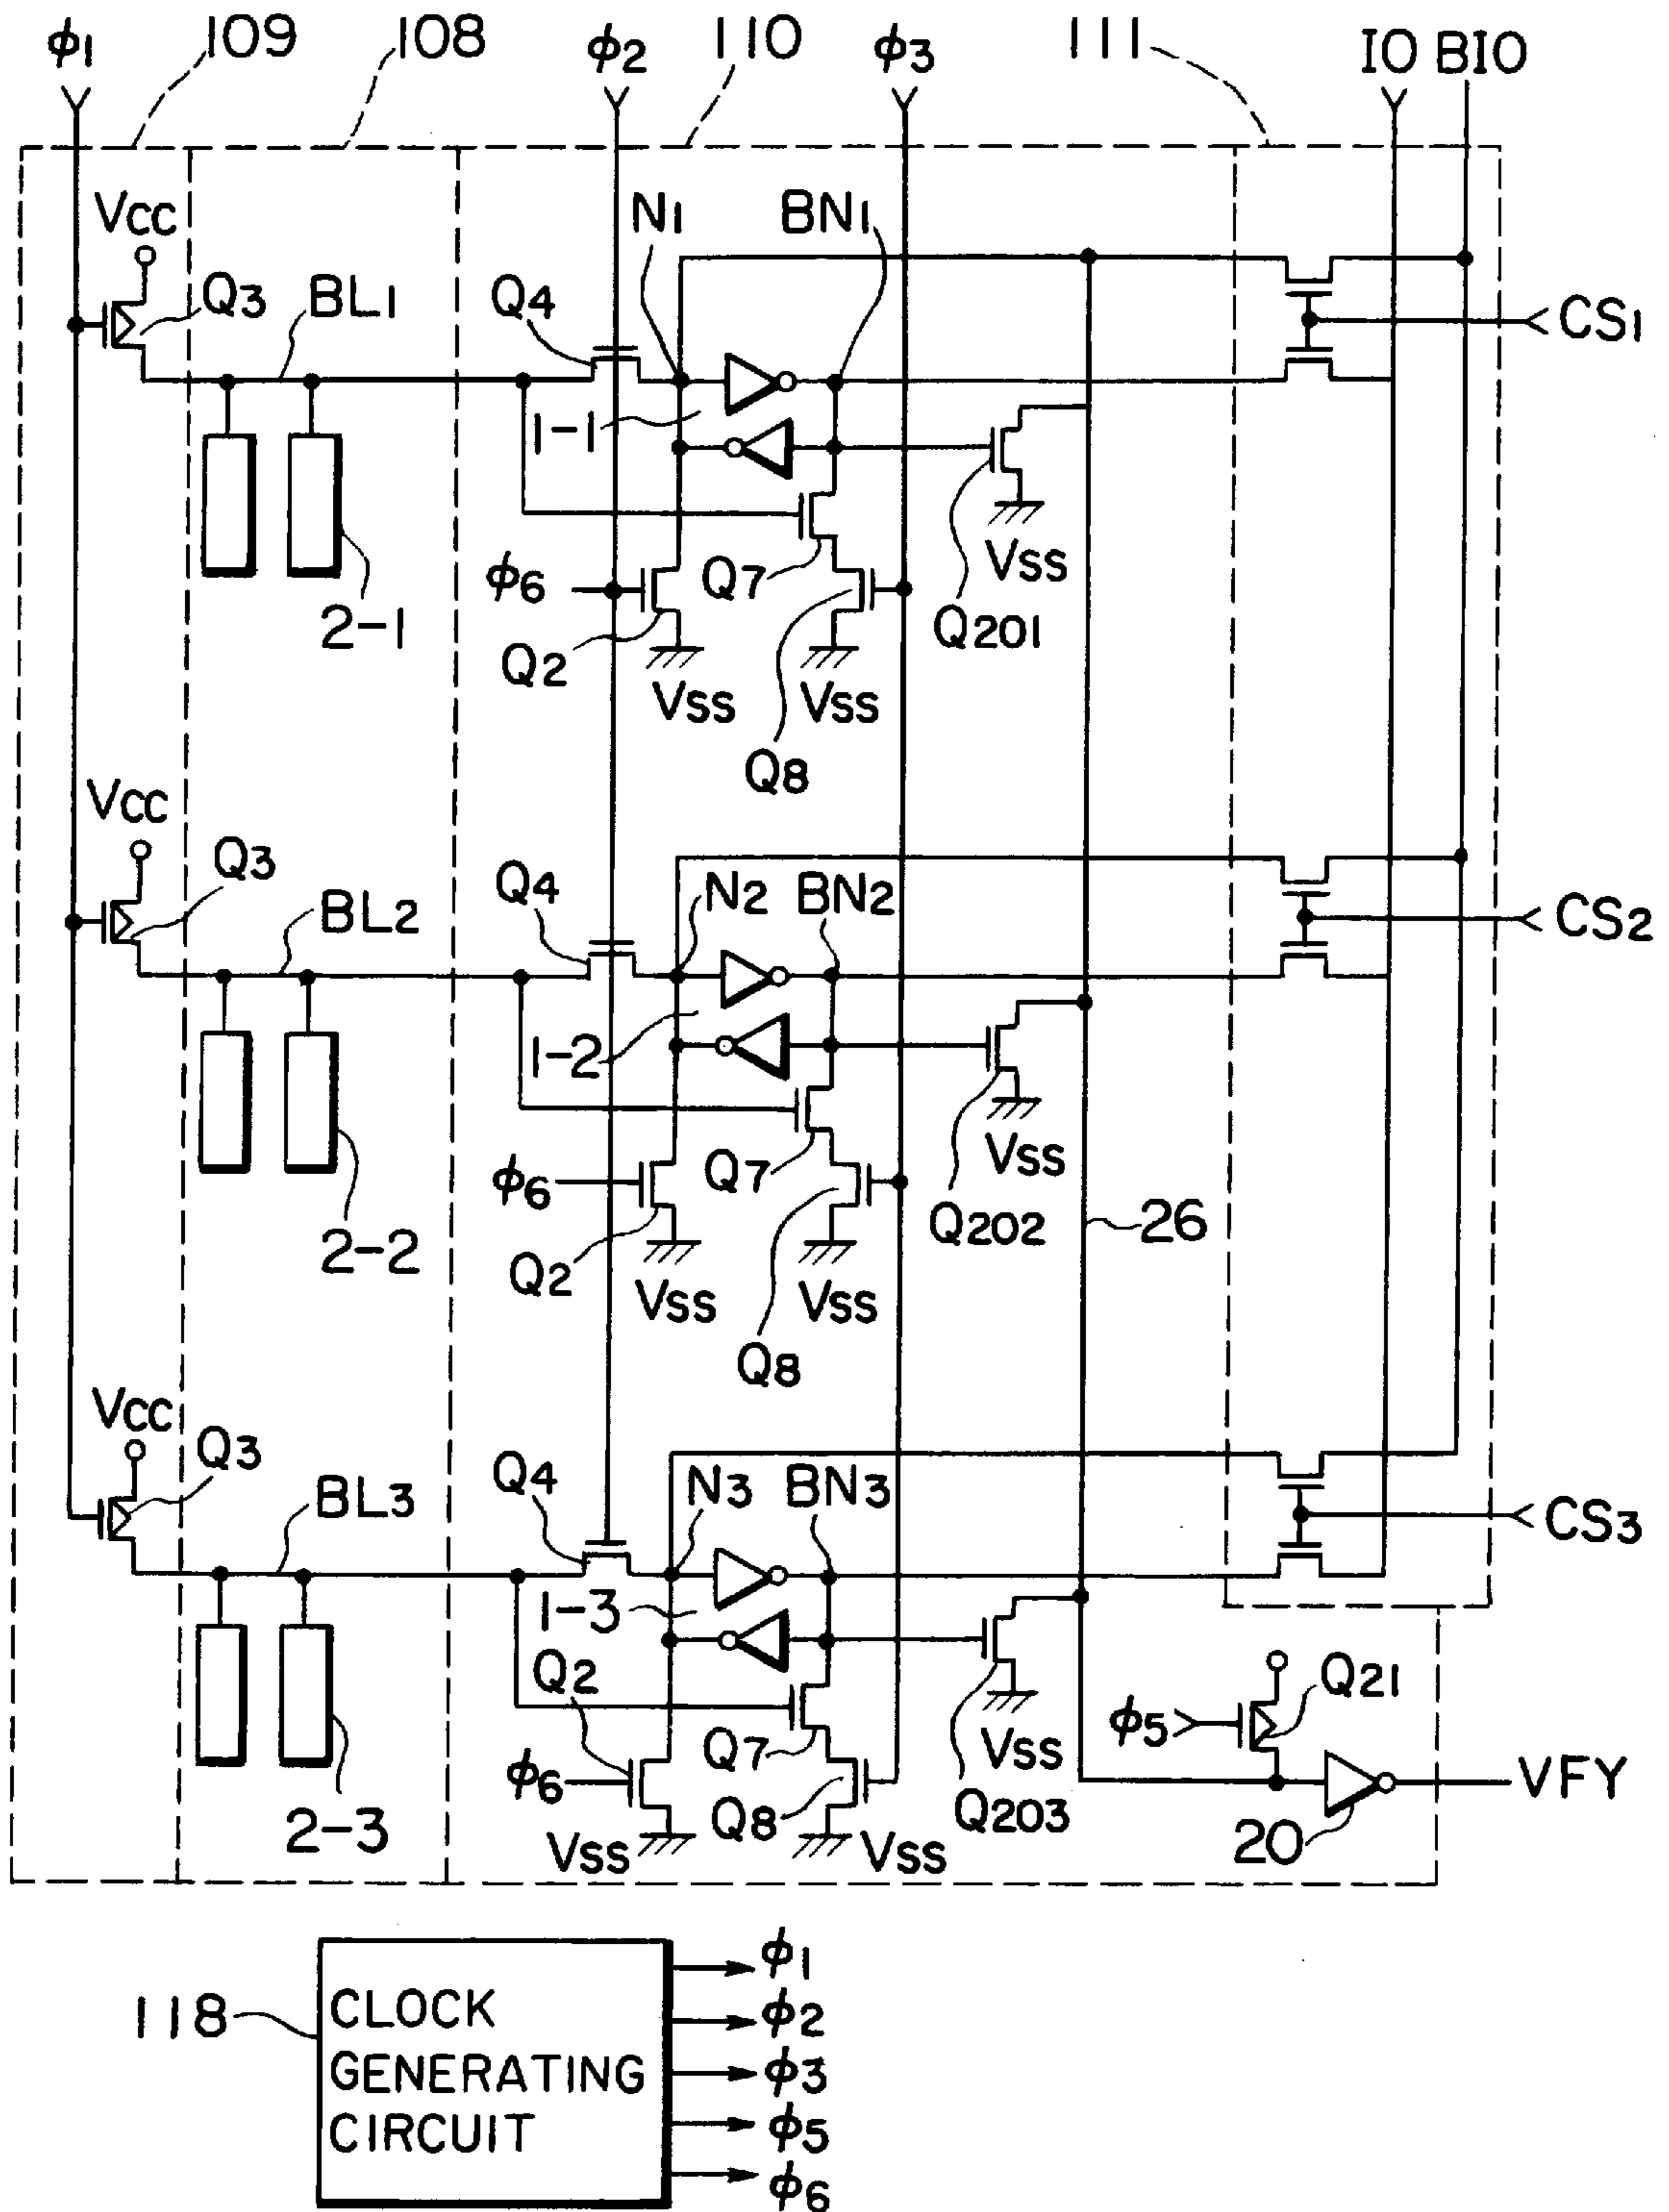 ϕ1 109 108 ϕ2 110 ϕ3 111 IO BIO
VCC N1 BN1
Q3 BL1 Q4 CS1
1-1
ϕ6 Q7 VSS
2-1 Q2 Q201
VSS VSS
Q8
VCC
Q3 Q4 N2 BN2 CS2
BL2
1-2
ϕ6 Q7 VSS
2-2 Q2 Q202 26
VSS VSS
Q8
VCC
Q3 Q4 N3 BN3
BL3 CS3
1-3
Q2 Q21
ϕ6 Q7 VSS ϕ5 VFY
2-3 Q8 Q203 20
VSS VSS
118 CLOCK
GENERATING
CIRCUIT
ϕ1
ϕ2
ϕ3
ϕ5
ϕ6